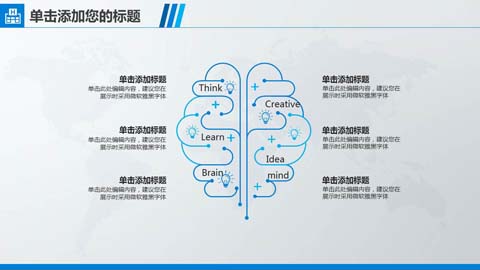 单击添加您的标题
单击添加标题
单击此处编辑内容，建议您在
展示时采用微软雅黑字体
单击添加标题
单击此处编辑内容，建议您在
展示时采用微软雅黑字体
单击添加标题
单击此处编辑内容，建议您在
展示时采用微软雅黑字体
Think
Learn
Brain
Creative
Idea
mind
单击添加标题
单击此处编辑内容，建议您在
展示时采用微软雅黑字体
单击添加标题
单击此处编辑内容，建议您在
展示时采用微软雅黑字体
单击添加标题
单击此处编辑内容，建议您在
展示时采用微软雅黑字体